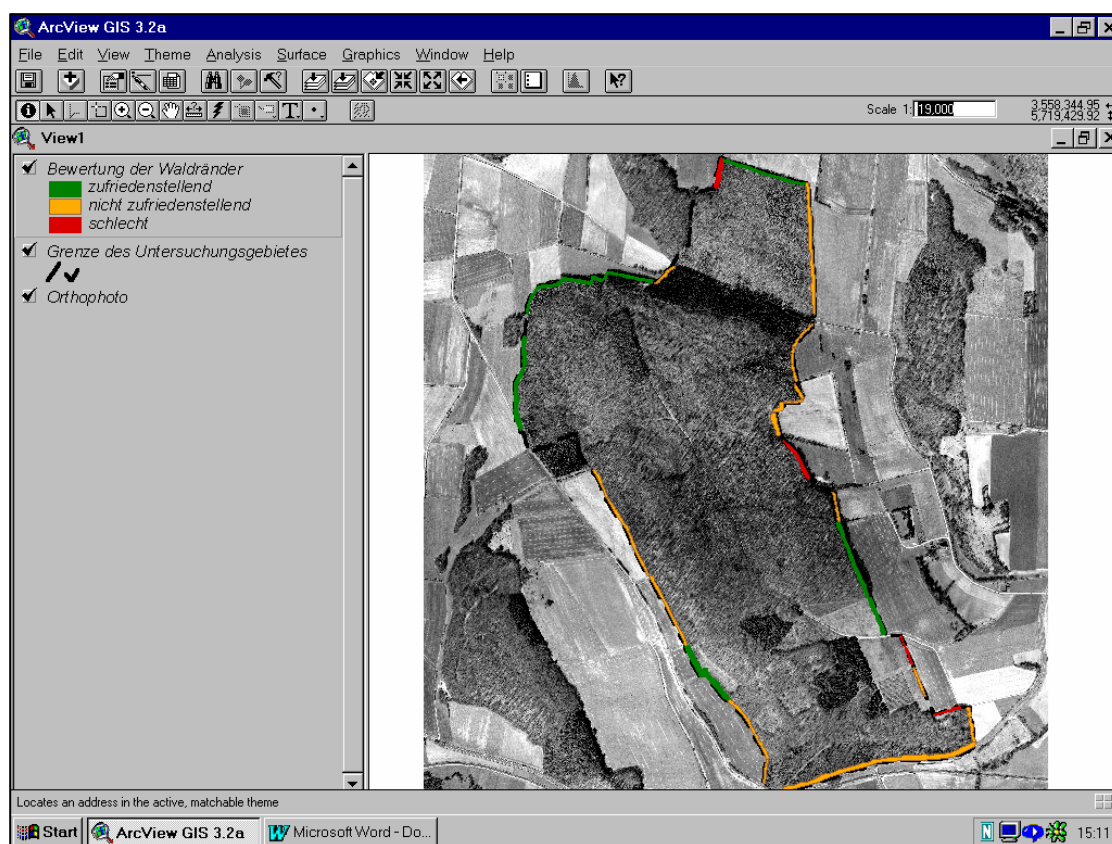 ArcView GIS 3.2a
File Edit View Theme Analysis Surface Graphics Window Help
Scale 1: 19,000
3,558,344.95
5,719,429.92
View1
Bewertung der Waldränder
zufriedenstellend
nicht zufriedenstellend
schlecht
Grenze des Untersuchungsgebietes
Orthophoto
Locates an address in the active, matchable theme
Start ArcView GIS 3.2a Microsoft Word - Do... N 15:11